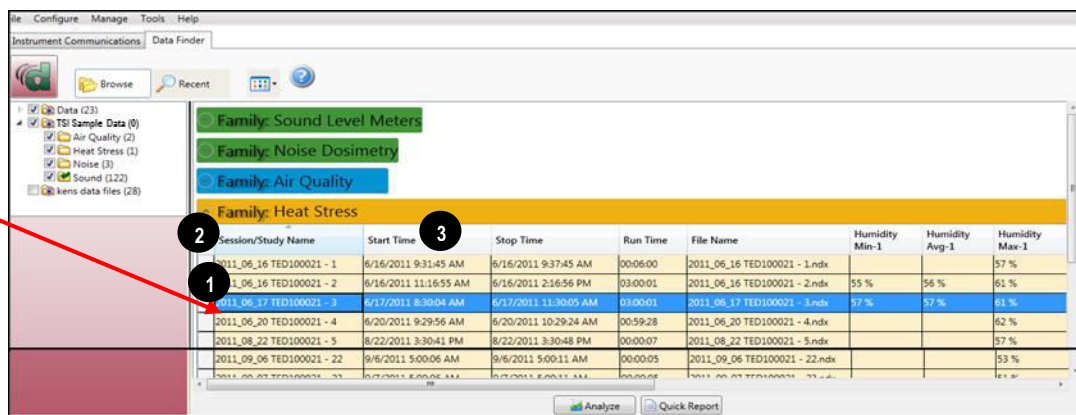 ile Configure Manage Tools Help
Instrument Communications Data Finder
Browse Recent
Data (23)
TSI Sample Data (0)
Air Quality (2)
Heat Stress (1)
Noise (3)
Sound (122)
kens data files (28)
Family: Sound Level Meters
Family: Noise Dosimetry
Family: Air Quality
Family: Heat Stress
2 Session/Study Name Start Time 3 Stop Time Run Time File Name Humidity Min-1 Humidity Avg-1 Humidity Max-1
2011_06_16 TED100021 - 1 6/16/2011 9:31:45 AM 6/16/2011 9:37:45 AM 00:06:00 2011_06_16 TED100021 - 1.ndx 57 %
1 11_06_16 TED100021 - 2 6/16/2011 11:16:55 AM 6/16/2011 2:16:56 PM 03:00:01 2011_06_16 TED100021 - 2.ndx 55 % 56 % 61 %
2011_06_17 TED100021 - 3 6/17/2011 8:30:04 AM 6/17/2011 11:30:05 AM 03:00:01 2011_06_17 TED100021 - 3.ndx 57 % 57 % 61 %
2011_06_20 TED100021 - 4 6/20/2011 9:29:56 AM 6/20/2011 10:29:24 AM 00:59:28 2011_06_20 TED100021 - 4.ndx 62 %
2011_08_22 TED100021 - 5 8/22/2011 3:30:41 PM 8/22/2011 3:30:48 PM 00:00:07 2011_08_22 TED100021 - 5.ndx 57 %
2011_09_06 TED100021 - 22 9/6/2011 5:00:06 AM 9/6/2011 5:00:11 AM 00:00:05 2011_09_06 TED100021 - 22.ndx 53 %
Analyze Quick Report